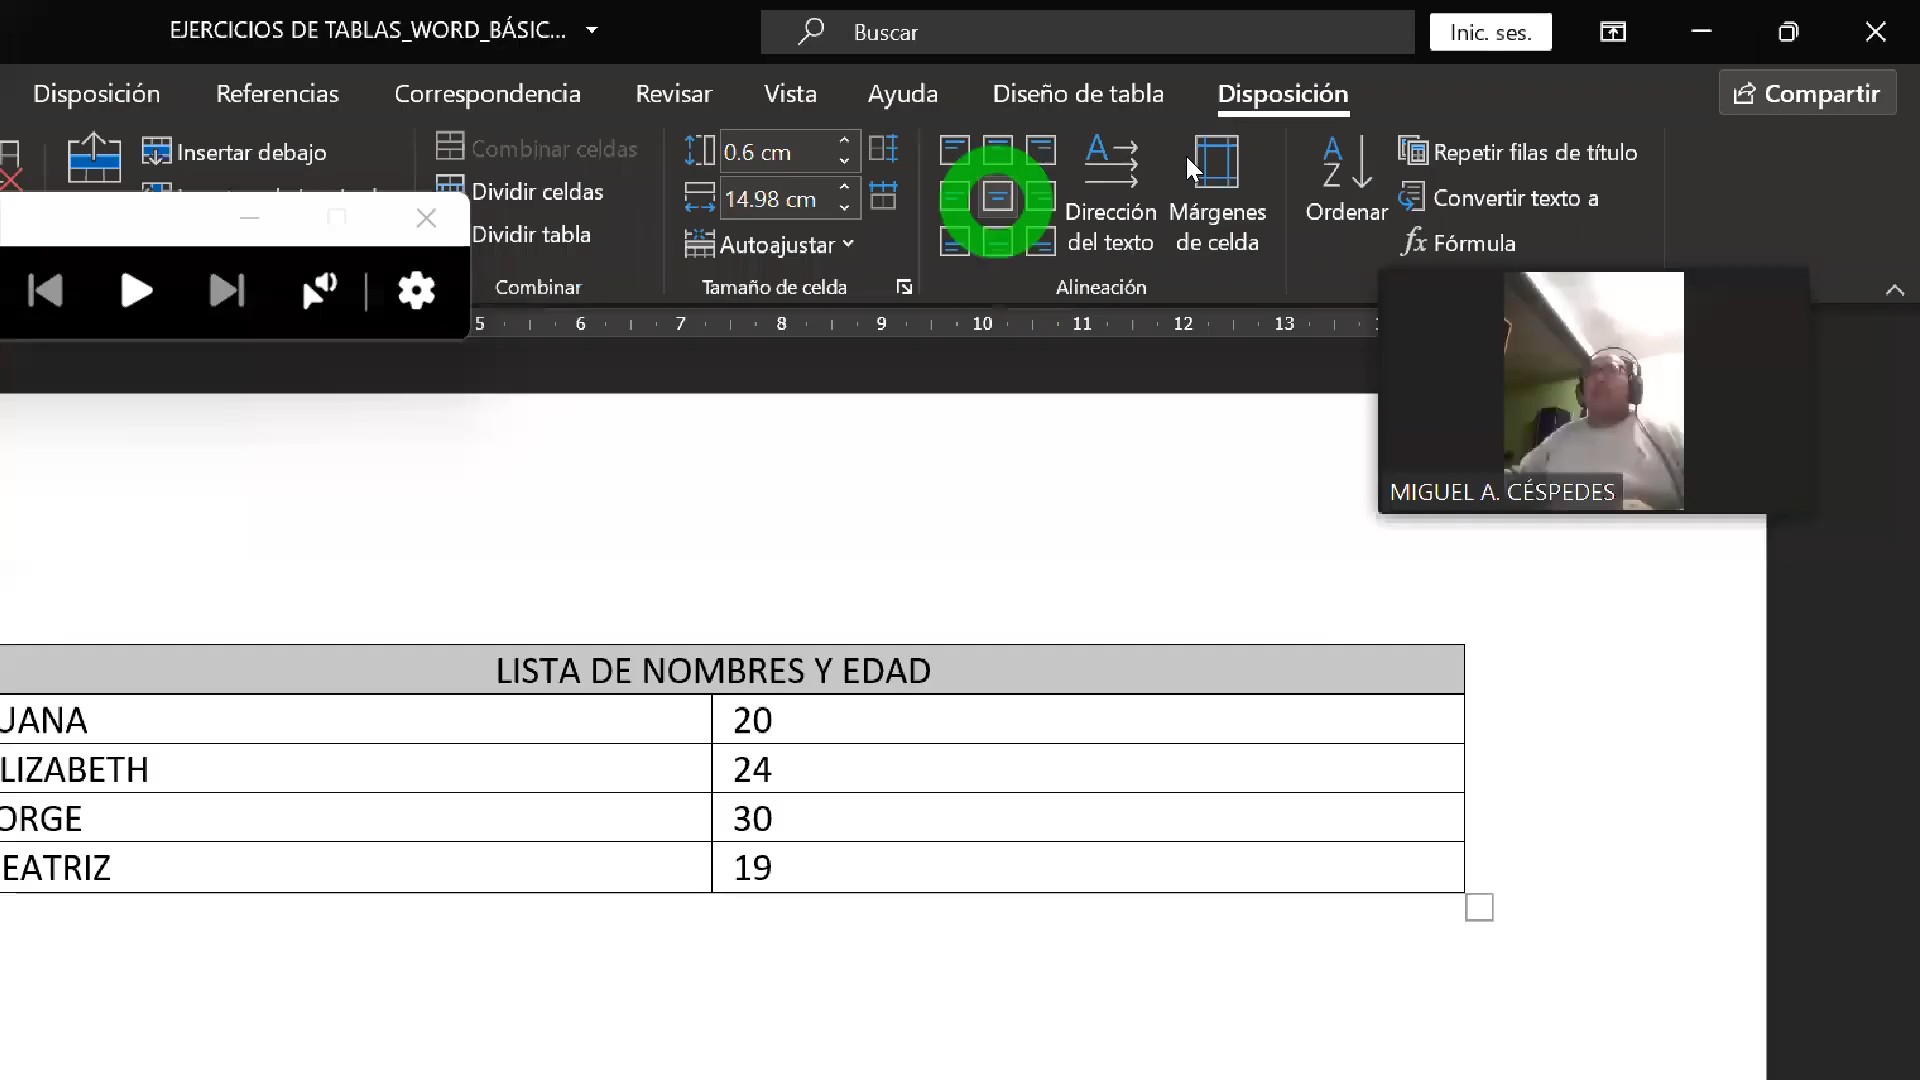 EJERCICIOS DE TABLAS_WORD_BÁSIC...
Buscar
Inic. ses.
Disposición
Referencias
Correspondencia
Revisar
Vista
Ayuda
Diseño de tabla
Disposición
Compartir
Insertar debajo
Combinar celdas
Dividir celdas
Dividir tabla
Combinar
0.6 cm
14.98 cm
Autoajustar
Tamaño de celda
Dirección
del texto
Márgenes
de celda
Alineación
A
Z
Ordenar
Repetir filas de título
Convertir texto a
fx Fórmula
5 6 7 8 9 10 11 12 13
MIGUEL A. CÉSPEDES
LISTA DE NOMBRES Y EDAD
UANA 20
LIZABETH 24
ORGE 30
EATRIZ 19